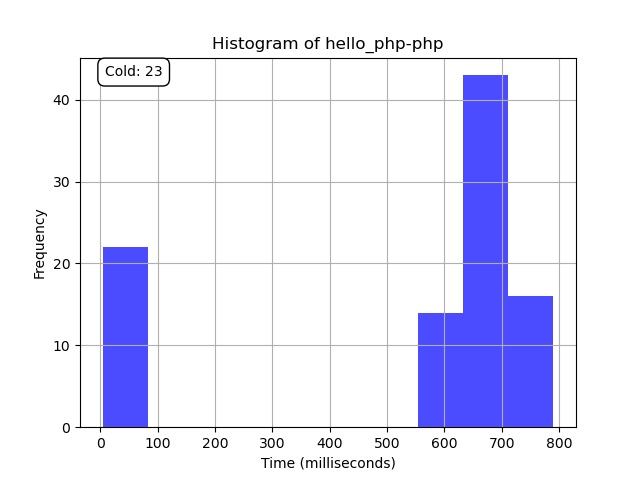 Histogram of hello_php-php
Cold: 23
40
30
20
10
0
Frequency
0 100 200 300 400 500 600 700 800
Time (milliseconds)